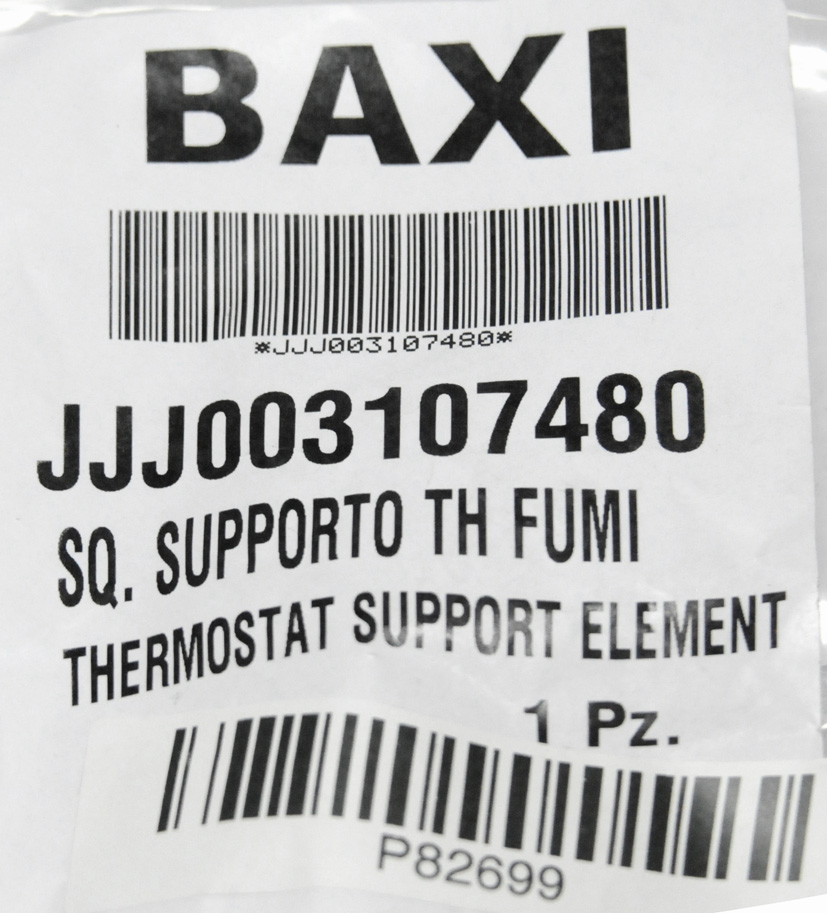 BAXI
*JJJ003107480*
JJJ003107480
SQ. SUPPORTO TH FUMI
THERMOSTAT SUPPORT ELEMENT
1 Pz.
P82699